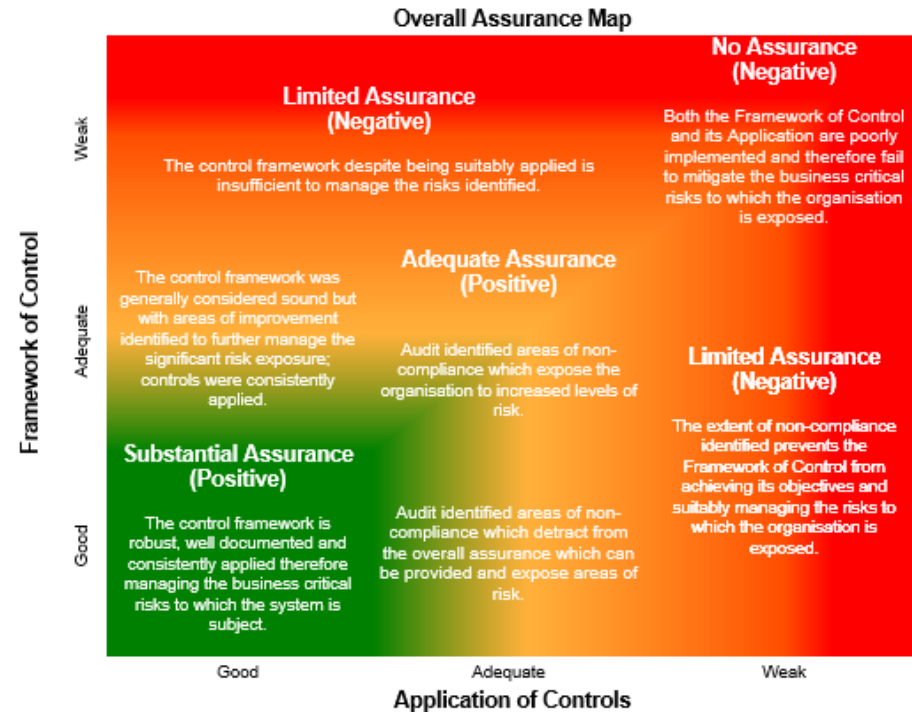 Overall Assurance Map
No Assurance
(Negative)
Limited Assurance
(Negative)
Both the Framework of Control
and its Application are poorly
implemented and therefore fail
to mitigate the business critical
risks to which the organisation
is exposed.
The control framework despite being suitably applied is
insufficient to manage the risks identified.
Weak
Adequate Assurance
(Positive)
The control framework was
generally considered sound but
with areas of improvement
identified to further manage the
significant risk exposure;
controls were consistently
applied.
Audit identified areas of non-
compliance which expose the
organisation to increased levels of
risk.
Limited Assurance
(Negative)
The extent of non-compliance
identified prevents the
Framework of Control from
achieving its objectives and
suitably managing the risks to
which the organisation is
exposed.
Adequate
Framework of Control
Substantial Assurance
(Positive)
The control framework is
robust, well documented and
consistently applied therefore
managing the business critical
risks to which the system is
subject.
Audit identified areas of non-
compliance which detract from
the overall assurance which can
be provided and expose areas of
risk.
Good
Good
Adequate
Weak
Application of Controls